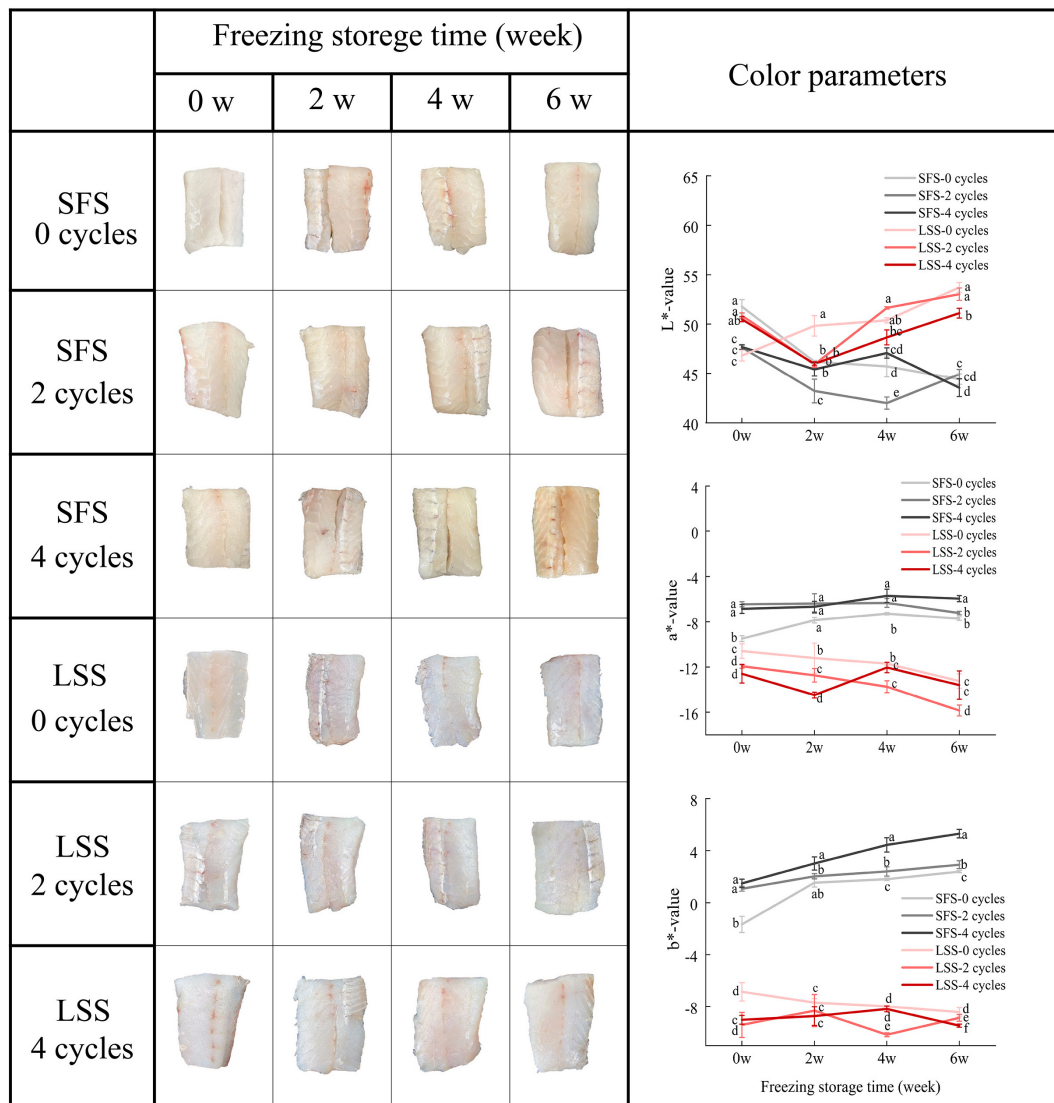 Freezing storege time (week)
Color parameters
0 w
2 w
4 w
6 w
SFS
0 cycles
SFS
2 cycles
SFS
4 cycles
LSS
0 cycles
LSS
2 cycles
LSS
4 cycles
L*-value
65
60
55
50
45
40
SFS-0 cycles
SFS-2 cycles
SFS-4 cycles
LSS-0 cycles
LSS-2 cycles
LSS-4 cycles
a
a
ab
c
c
a
b
b
b
b
c
a
ab
bc
cd
d
e
a
a
b
c
cd
d
0w
2w
4w
6w
a*-value
4
0
-4
-8
-12
-16
SFS-0 cycles
SFS-2 cycles
SFS-4 cycles
LSS-0 cycles
LSS-2 cycles
LSS-4 cycles
a
a
b
c
d
d
a
a
a
b
c
d
a
a
b
b
c
c
a
b
b
c
c
d
0w
2w
4w
6w
b*-value
8
4
0
-4
-8
SFS-0 cycles
SFS-2 cycles
SFS-4 cycles
LSS-0 cycles
LSS-2 cycles
LSS-4 cycles
a
a
b
d
c
d
a
b
ab
c
c
c
a
b
c
d
d
e
a
b
c
d
e
f
0w
2w
4w
6w
Freezing storage time (week)